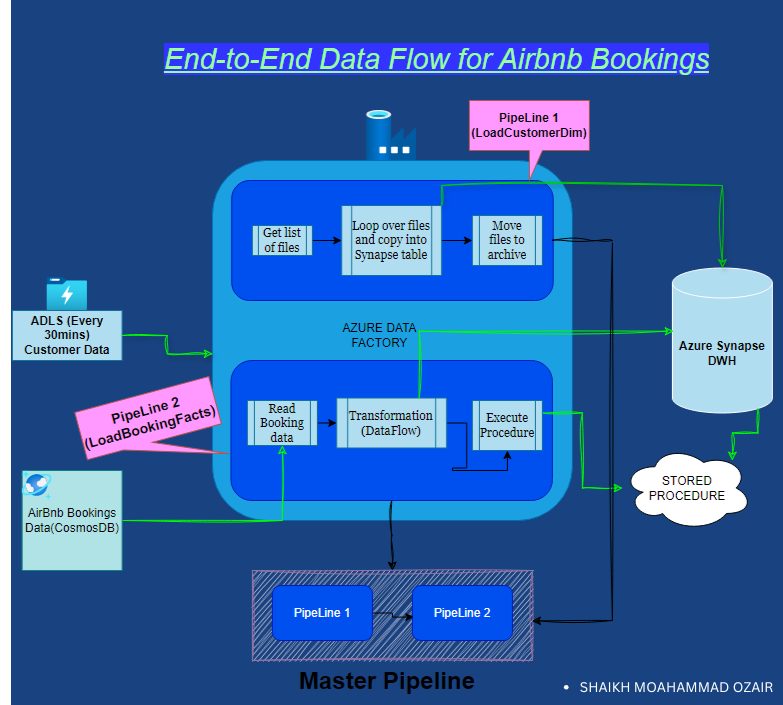 End-to-End Data Flow for Airbnb Bookings
PipeLine 1
(LoadCustomerDim)
Get list
of files
Loop over files
and copy into
Synapse table
Move
files to
archive
ADLS (Every
30mins)
Customer Data
AZURE DATA
FACTORY
Azure Synapse
DWH
PipeLine 2
(LoadBookingFacts)
Read
Booking
data
Transformation
(DataFlow)
Execute
Procedure
STORED
PROCEDURE
AirBnb Bookings
Data(CosmosDB)
PipeLine 1
PipeLine 2
Master Pipeline
• SHAIKH MOAHAMMAD OZAIR